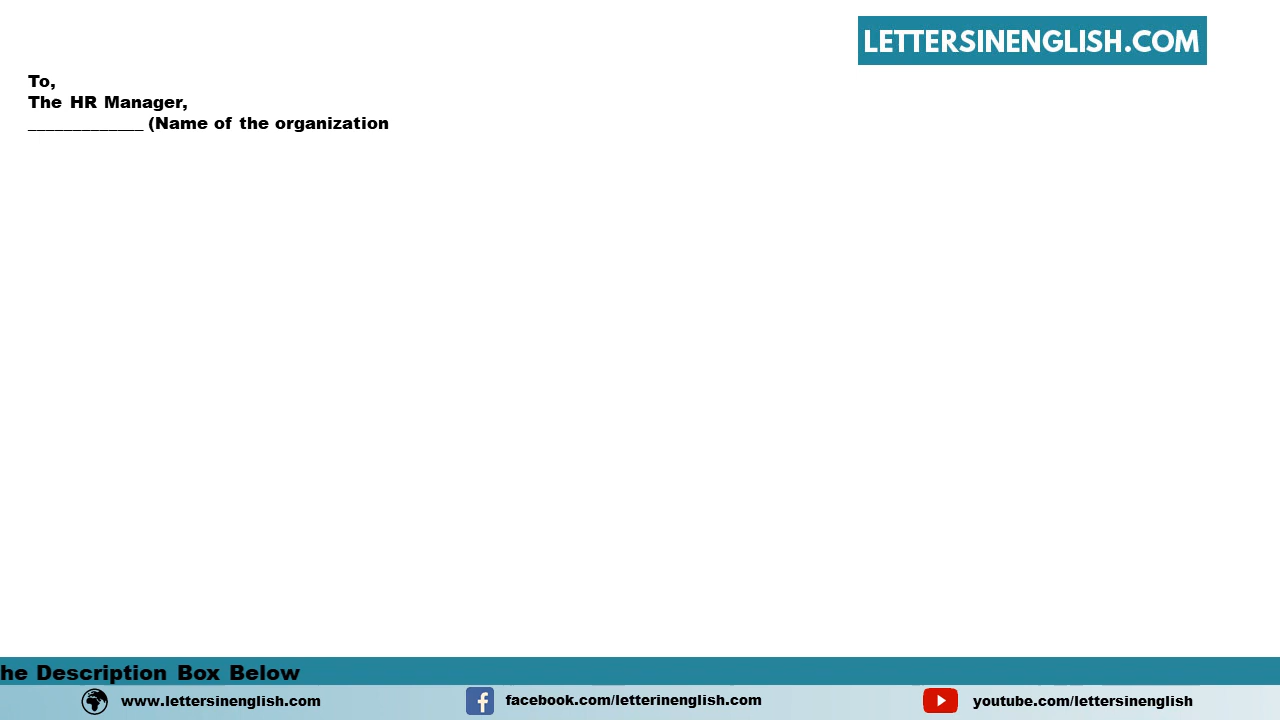 LETTERSINENGLISH.COM
To,
The HR Manager,
_____________ (Name of the organization
he Description Box Below
www.lettersinenglish.com
facebook.com/letterinenglish.com
youtube.com/lettersinenglish